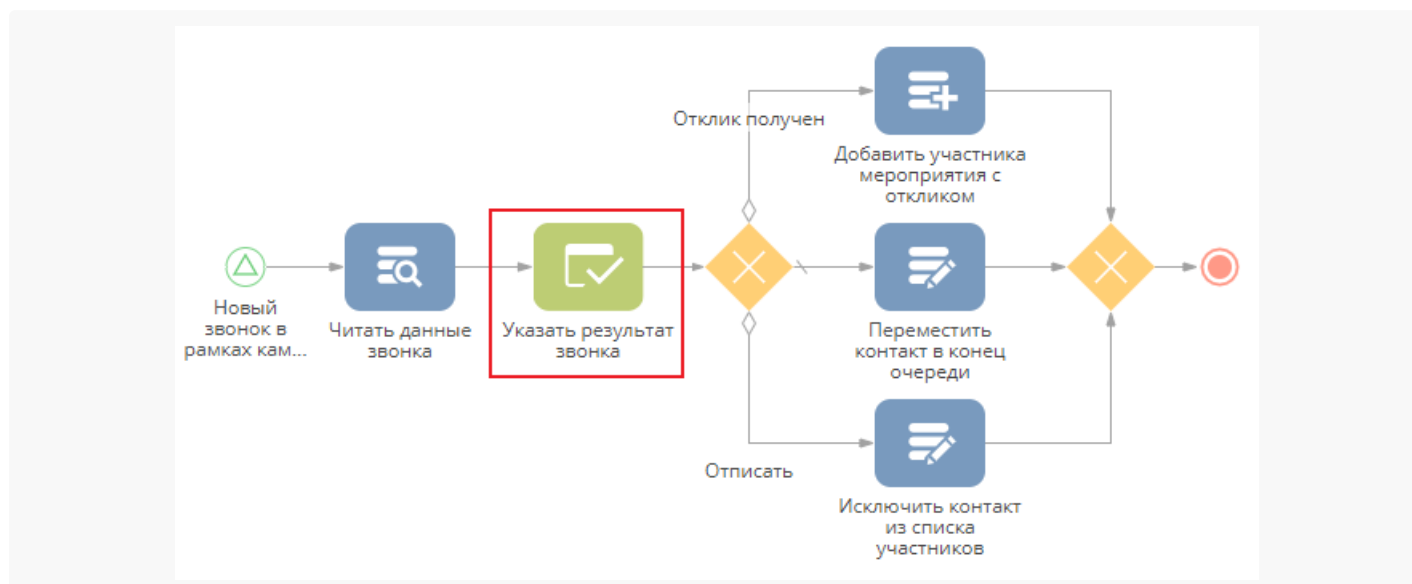 Отклик получен
Добавить участника
мероприятия с
откликом
Новый
звонок в
рамках кам...
Читать данные
звонка
Указать результат
звонка
Переместить
контакт в конец
очереди
Отписать
Исключить контакт
из списка
участников